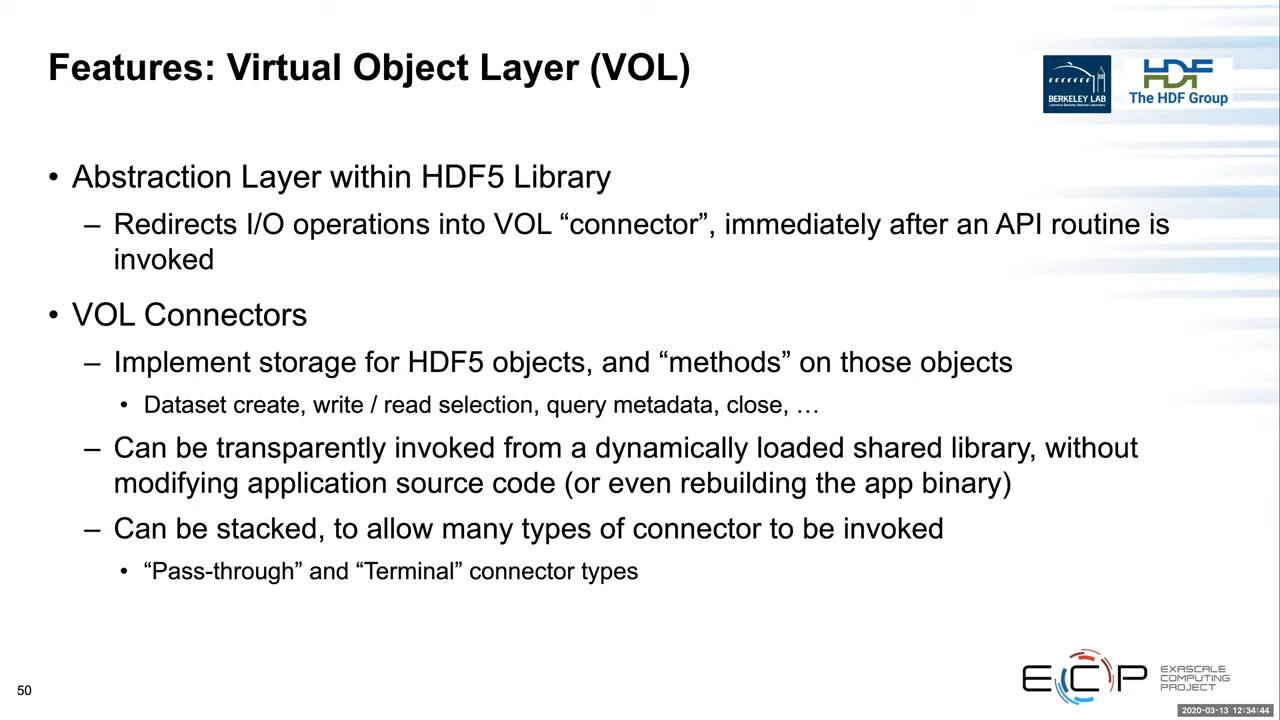 Features: Virtual Object Layer (VOL)
BERKELEY LAB
HDF
The HDF Group
• Abstraction Layer within HDF5 Library
– Redirects I/O operations into VOL “connector”, immediately after an API routine is
invoked
• VOL Connectors
– Implement storage for HDF5 objects, and “methods” on those objects
• Dataset create, write / read selection, query metadata, close, …
– Can be transparently invoked from a dynamically loaded shared library, without
modifying application source code (or even rebuilding the app binary)
– Can be stacked, to allow many types of connector to be invoked
• “Pass-through” and “Terminal” connector types
50
ECP
EXASCALE
COMPUTING
PROJECT
2020-03-13 12:34:44